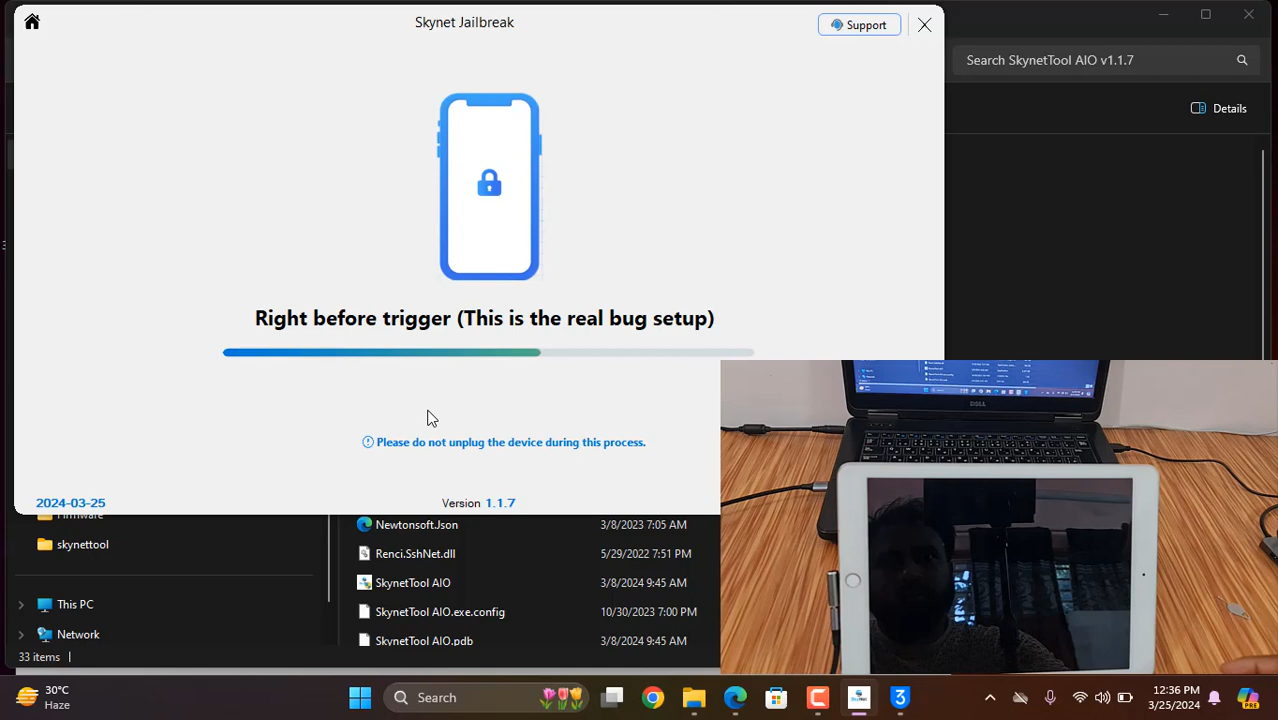 Skynet Jailbreak
Support
Search SkynetTool AIO v1.1.7
Details
Right before trigger (This is the real bug setup)
Please do not unplug the device during this process.
2024-03-25
Version 1.1.7
Firmware
skynettool
This PC
Network
33 items
Newtonsoft.Json 3/8/2023 7:05 AM
Renci.SshNet.dll 5/29/2022 7:51 PM
SkynetTool AIO 3/8/2024 9:45 AM
SkynetTool AIO.exe.config 10/30/2023 7:00 PM
SkynetTool AIO.pdb 3/8/2024 9:45 AM
DELL
30°C
Haze
Search
3
PRE
12:36 PM
3/25/2024